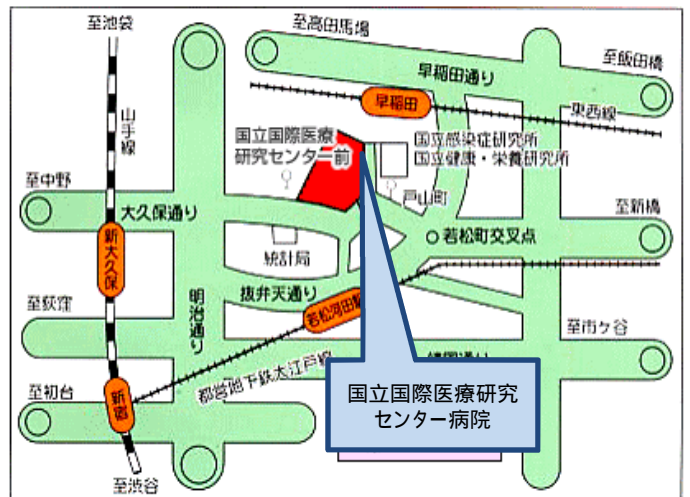 至池袋
至高田馬場
至飯田橋
早稲田通り
早稲田
東西線
山手線
国立国際医療
研究センター前
国立感染症研究所
国立健康・栄養研究所
至中野
戸山町
大久保通り
至新橋
若松町交叉点
新大久保
統計局
抜弁天通り
至荻窪
明治通り
若松河田駅
至市ケ谷
都営地下鉄大江戸線
国立国際医療研究
センター病院
至初台
新宿
至渋谷